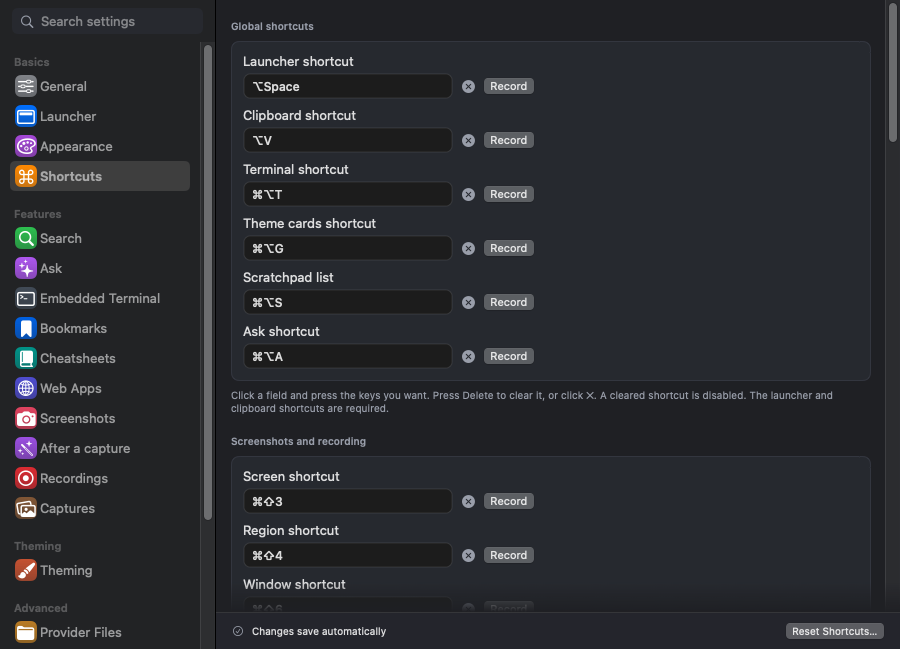 Search settings
Basics
General
Launcher
Appearance
Shortcuts
Features
Search
Ask
Embedded Terminal
Bookmarks
Cheatsheets
Web Apps
Screenshots
After a capture
Recordings
Captures
Theming
Theming
Advanced
Provider Files
Global shortcuts
Launcher shortcut
⌥Space Record
Clipboard shortcut
⌥V Record
Terminal shortcut
⌘⌥T Record
Theme cards shortcut
⌘⌥G Record
Scratchpad list
⌘⌥S Record
Ask shortcut
⌘⌥A Record
Click a field and press the keys you want. Press Delete to clear it, or click ✕. A cleared shortcut is disabled. The launcher and
clipboard shortcuts are required.
Screenshots and recording
Screen shortcut
⌘⇧3 Record
Region shortcut
⌘⇧4 Record
Window shortcut
Record
Changes save automatically
Reset Shortcuts...